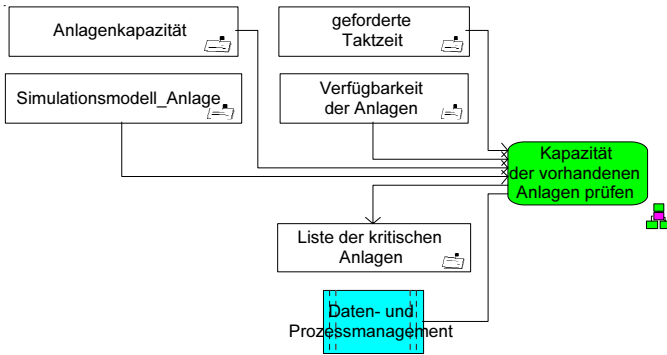 Anlagenkapazität
geforderte
Taktzeit
Simulationsmodell_Anlage
Verfügbarkeit
der Anlagen
Kapazität
der vorhandenen
Anlagen prüfen
Liste der kritischen
Anlagen
Daten- und
Prozessmanagement